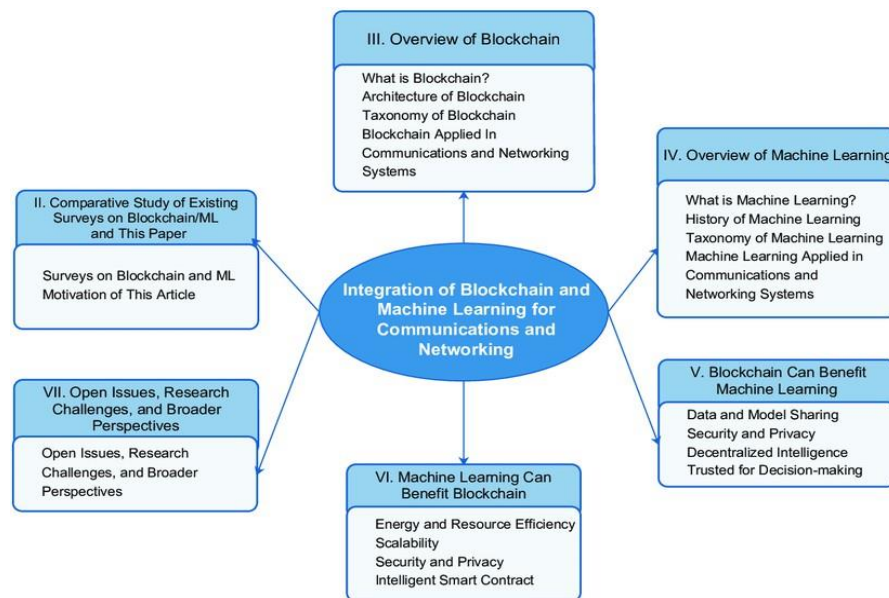 III. Overview of Blockchain
What is Blockchain?
Architecture of Blockchain
Taxonomy of Blockchain
Blockchain Applied In
Communications and Networking
Systems
IV. Overview of Machine Learning
What is Machine Learning?
History of Machine Learning
Taxonomy of Machine Learning
Machine Learning Applied in
Communications and
Networking Systems
II. Comparative Study of Existing
Surveys on Blockchain/ML
and This Paper
Surveys on Blockchain and ML
Motivation of This Article
Integration of Blockchain and
Machine Learning for
Communications and
Networking
V. Blockchain Can Benefit
Machine Learning
Data and Model Sharing
Security and Privacy
Decentralized Intelligence
Trusted for Decision-making
VII. Open Issues, Research
Challenges, and Broader
Perspectives
Open Issues, Research
Challenges, and Broader
Perspectives
VI. Machine Learning Can
Benefit Blockchain
Energy and Resource Efficiency
Scalability
Security and Privacy
Intelligent Smart Contract